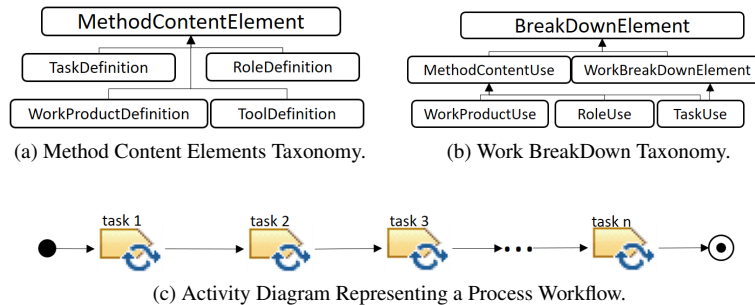 MethodContentElement
TaskDefinition
RoleDefinition
WorkProductDefinition
ToolDefinition
(a) Method Content Elements Taxonomy.
BreakDownElement
MethodContentUse
WorkBreakDownElement
WorkProductUse
RoleUse
TaskUse
(b) Work BreakDown Taxonomy.
task 1
task 2
task 3
task n
(c) Activity Diagram Representing a Process Workflow.